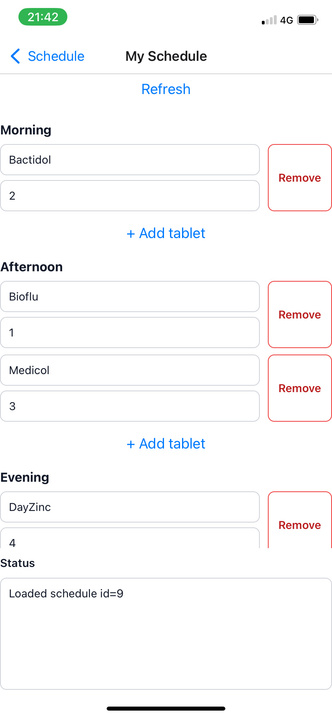 21:42
4G
Schedule
My Schedule
Refresh
Morning
Bactidol
Remove
2
+ Add tablet
Afternoon
Bioflu
Remove
1
Medicol
Remove
3
+ Add tablet
Evening
DayZinc
Remove
4
Status
Loaded schedule id=9